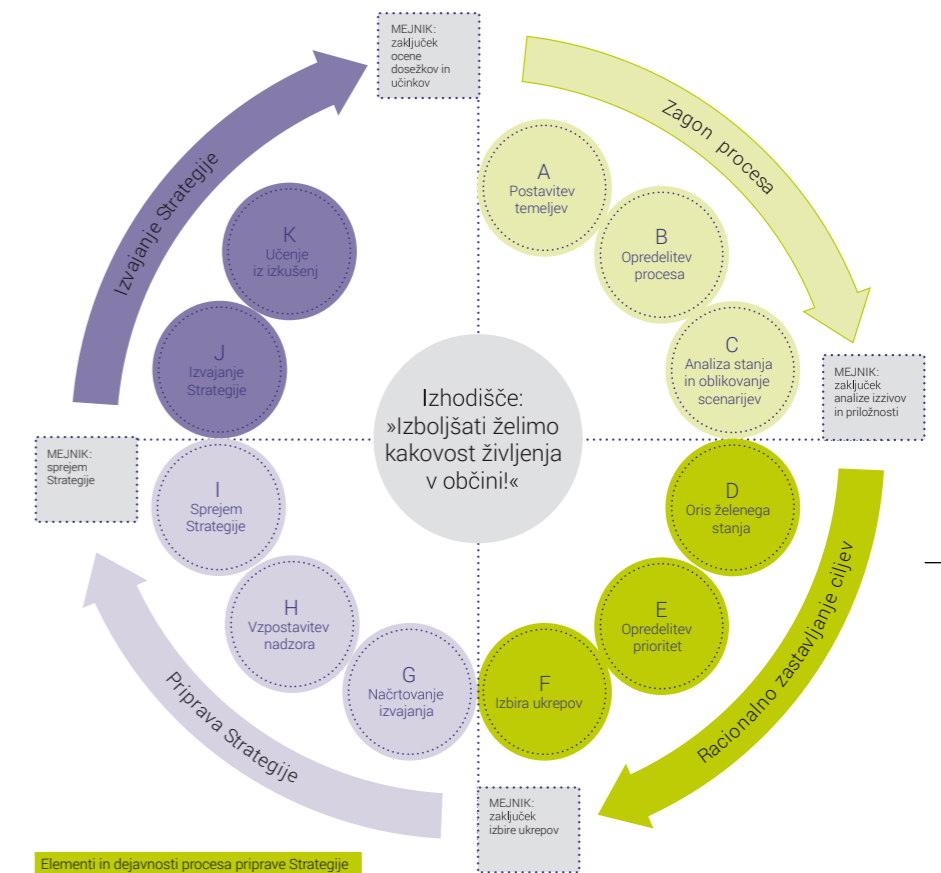 MEJNIK:
zaključek
ocene
dosežkov in
učinkov
Zagon procesa
A
Postavitev
temeljev
B
Opredelitev
procesa
C
Analiza stanja
in oblikovanje
scenarijev
MEJNIK:
zaključek
analize izzivov
in priložnosti
Izhodišče:
»Izboljšati želimo
kakovost življenja
v občini!«
D
Oris želenega
stanja
E
Opredelitev
prioritet
F
Izbira ukrepov
Racionalno zastavljanje ciljev
MEJNIK:
zaključek
izbire ukrepov
G
Načrtovanje
izvajanja
H
Vzpostavitev
nadzora
I
Sprejem
Strategije
Priprava Strategije
MEJNIK:
sprejem
Strategije
J
Izvajanje
Strategije
K
Učenje
iz izkušenj
Izvajanje Strategije
Elementi in dejavnosti procesa priprave Strategije